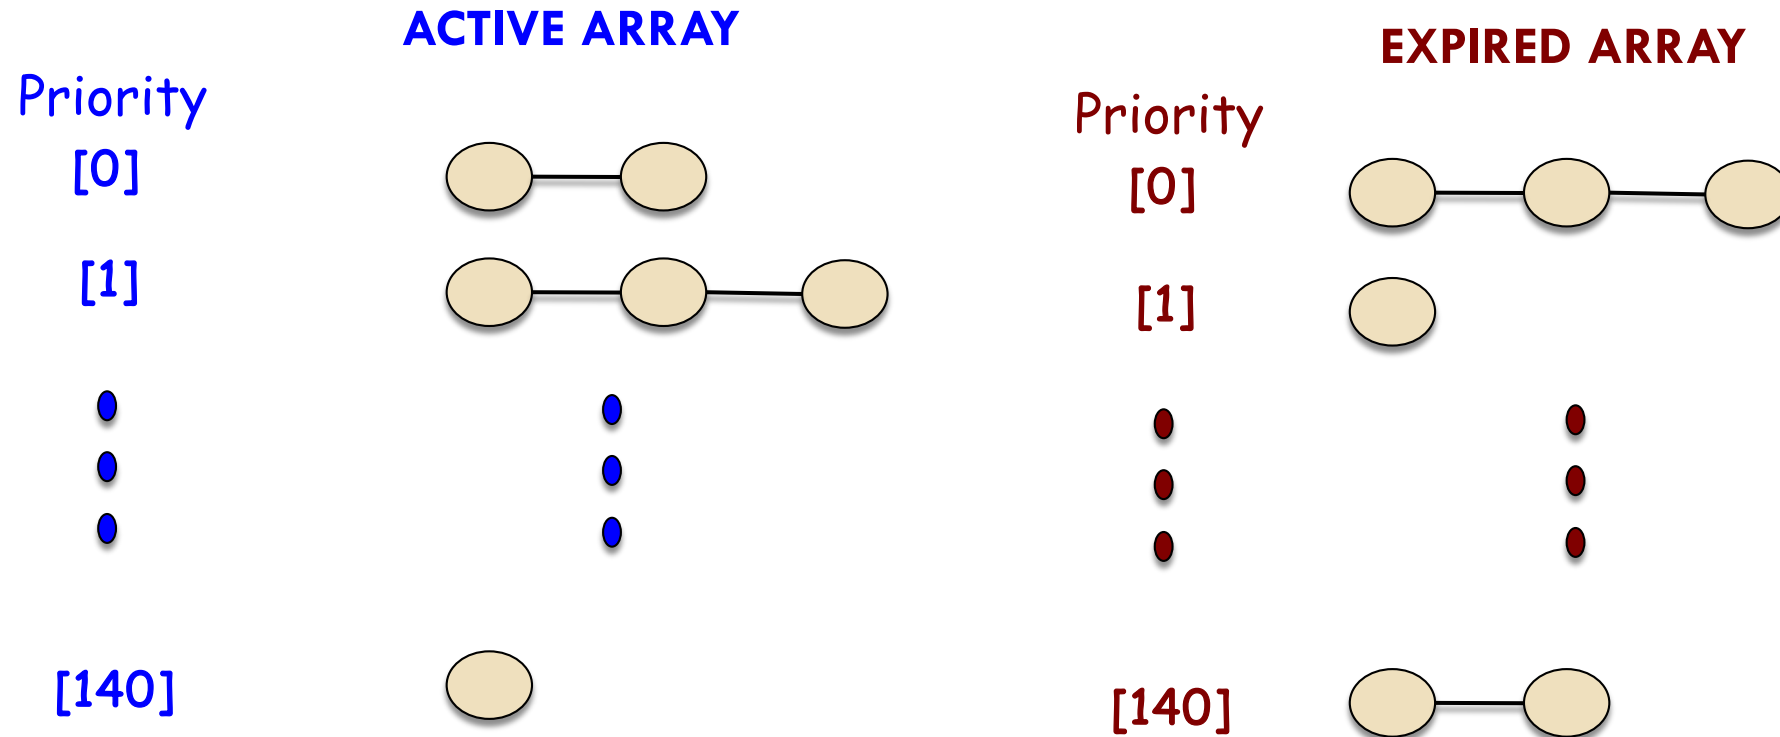 ACTIVE ARRAY
Priority
[0]
[1]
[140]
EXPIRED ARRAY
Priority
[0]
[1]
[140]